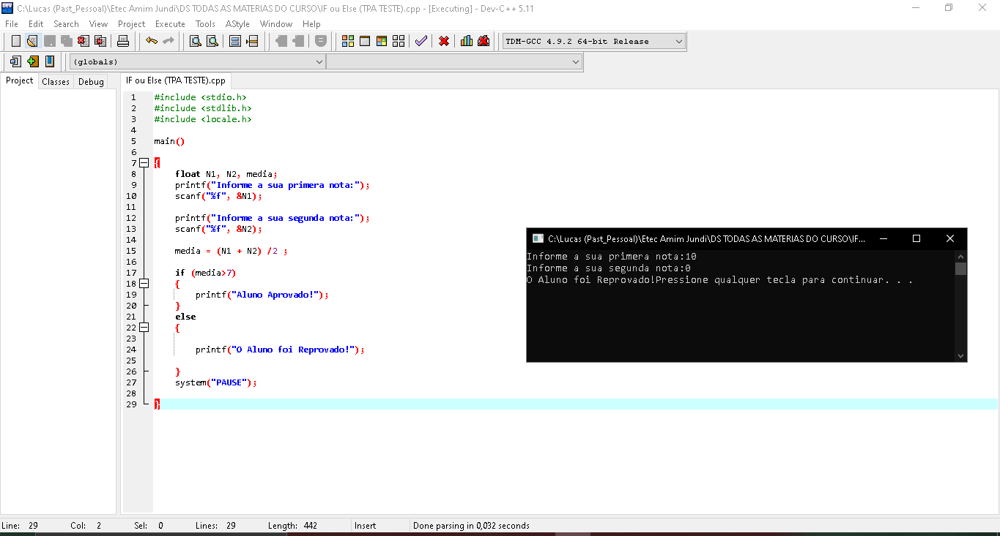 C:\Lucas (Past_Pessoal)\Etec Amim Jundi\DS TODAS AS MATERIAS DO CURSO\IF ou Else (TPA TESTE).cpp - [Executing] - Dev-C++ 5.11
File Edit Search View Project Execute Tools AStyle Window Help
TDM-GCC 4.9.2 64-bit Release
(globals)
Project Classes Debug
IF ou Else (TPA TESTE).cpp
1 #include <stdio.h>
2 #include <stdlib.h>
3 #include <locale.h>
4
5 main()
6
7 {
8 float N1, N2, media;
9 printf("Informe a sua primera nota:");
10 scanf("%f", &N1);
11
12 printf("Informe a sua segunda nota:");
13 scanf("%f", &N2);
14
15 media = (N1 + N2) /2 ;
16
17 if (media>7)
18 {
19 printf("Aluno Aprovado!");
20 }
21 else
22 {
23
24 printf("O Aluno foi Reprovado!");
25
26 }
27 system("PAUSE");
28
29 }
C:\Lucas (Past_Pessoal)\Etec Amim Jundi\DS TODAS AS MATERIAS DO CURSO\IF...
Informe a sua primera nota:10
Informe a sua segunda nota:0
O Aluno foi Reprovado!Pressione qualquer tecla para continuar. . .
Line: 29 Col: 2 Sel: 0 Lines: 29 Length: 442 Insert Done parsing in 0,032 seconds